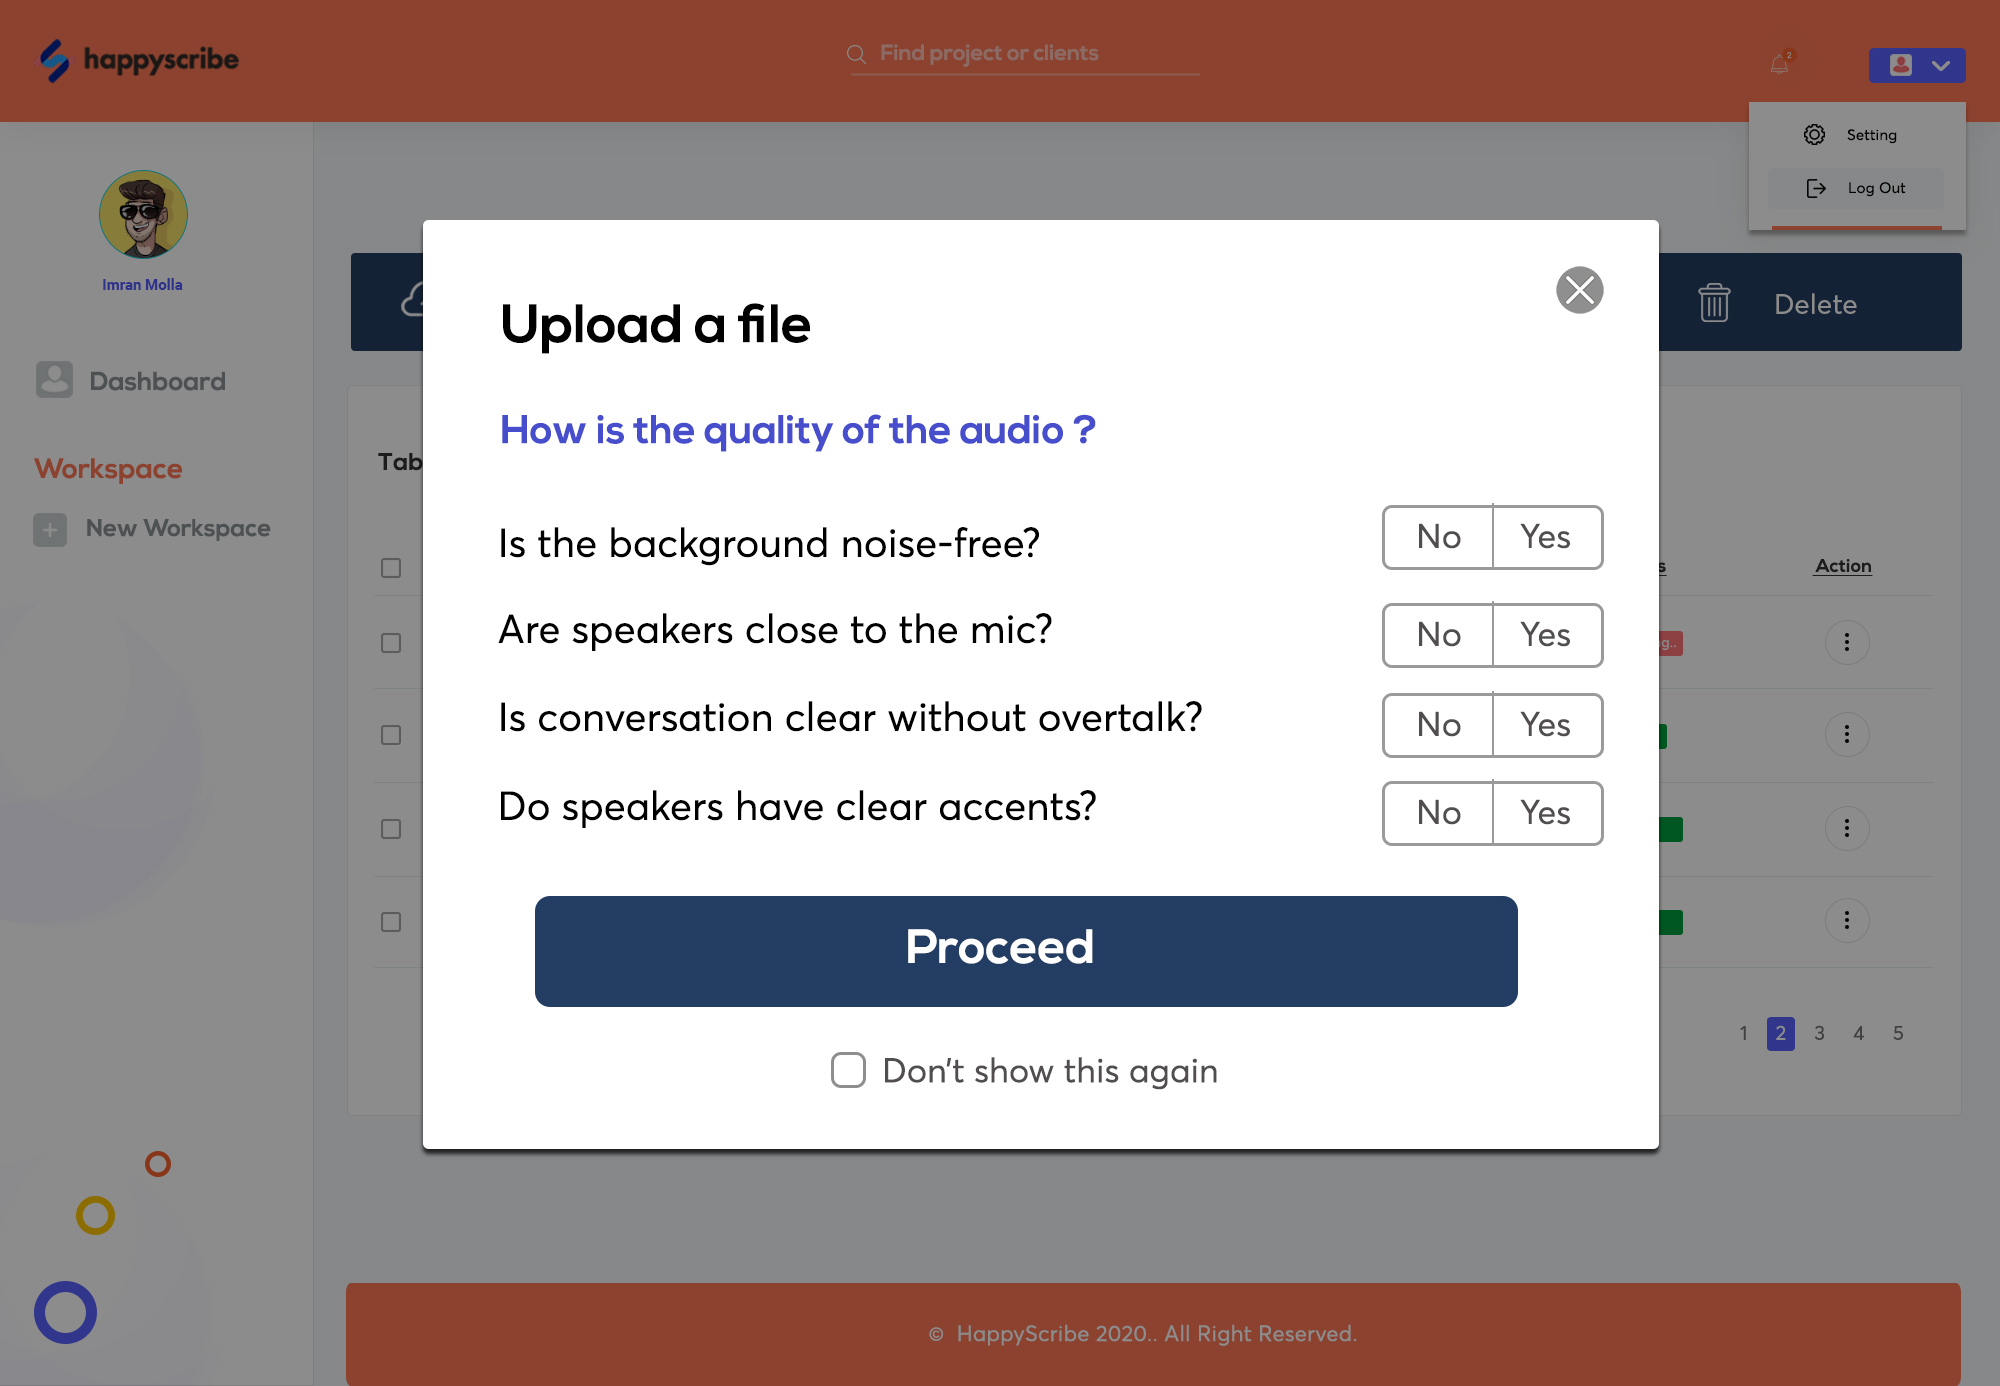 happyscribe
Find project or clients
2
Setting
Log Out
Imran Molla
Delete
Upload a file
Dashboard
How is the quality of the audio ?
Tab
Workspace
New Workspace
Is the background noise-free?
No Yes
s
Action
Are speakers close to the mic?
No Yes
g..
Is conversation clear without overtalk?
No Yes
Do speakers have clear accents?
No Yes
Proceed
1 2 3 4 5
Don't show this again
© HappyScribe 2020.. All Right Reserved.